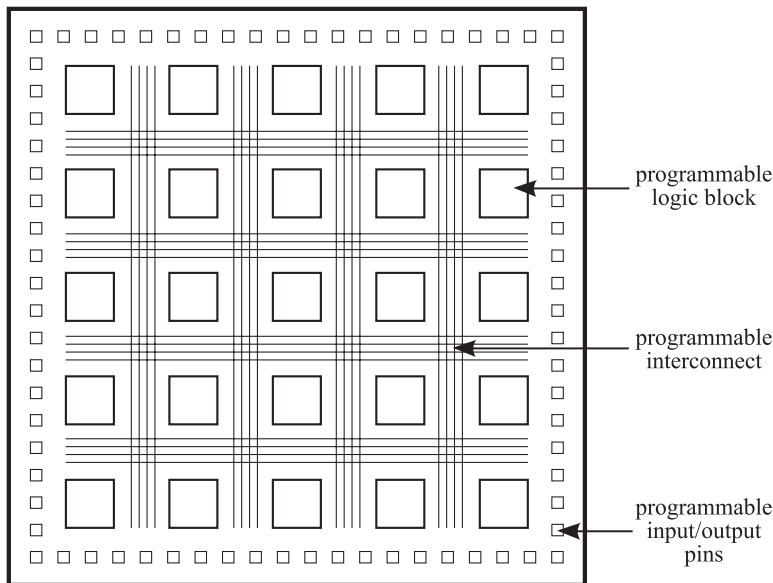 programmable
logic block
programmable
interconnect
programmable
input/output
pins